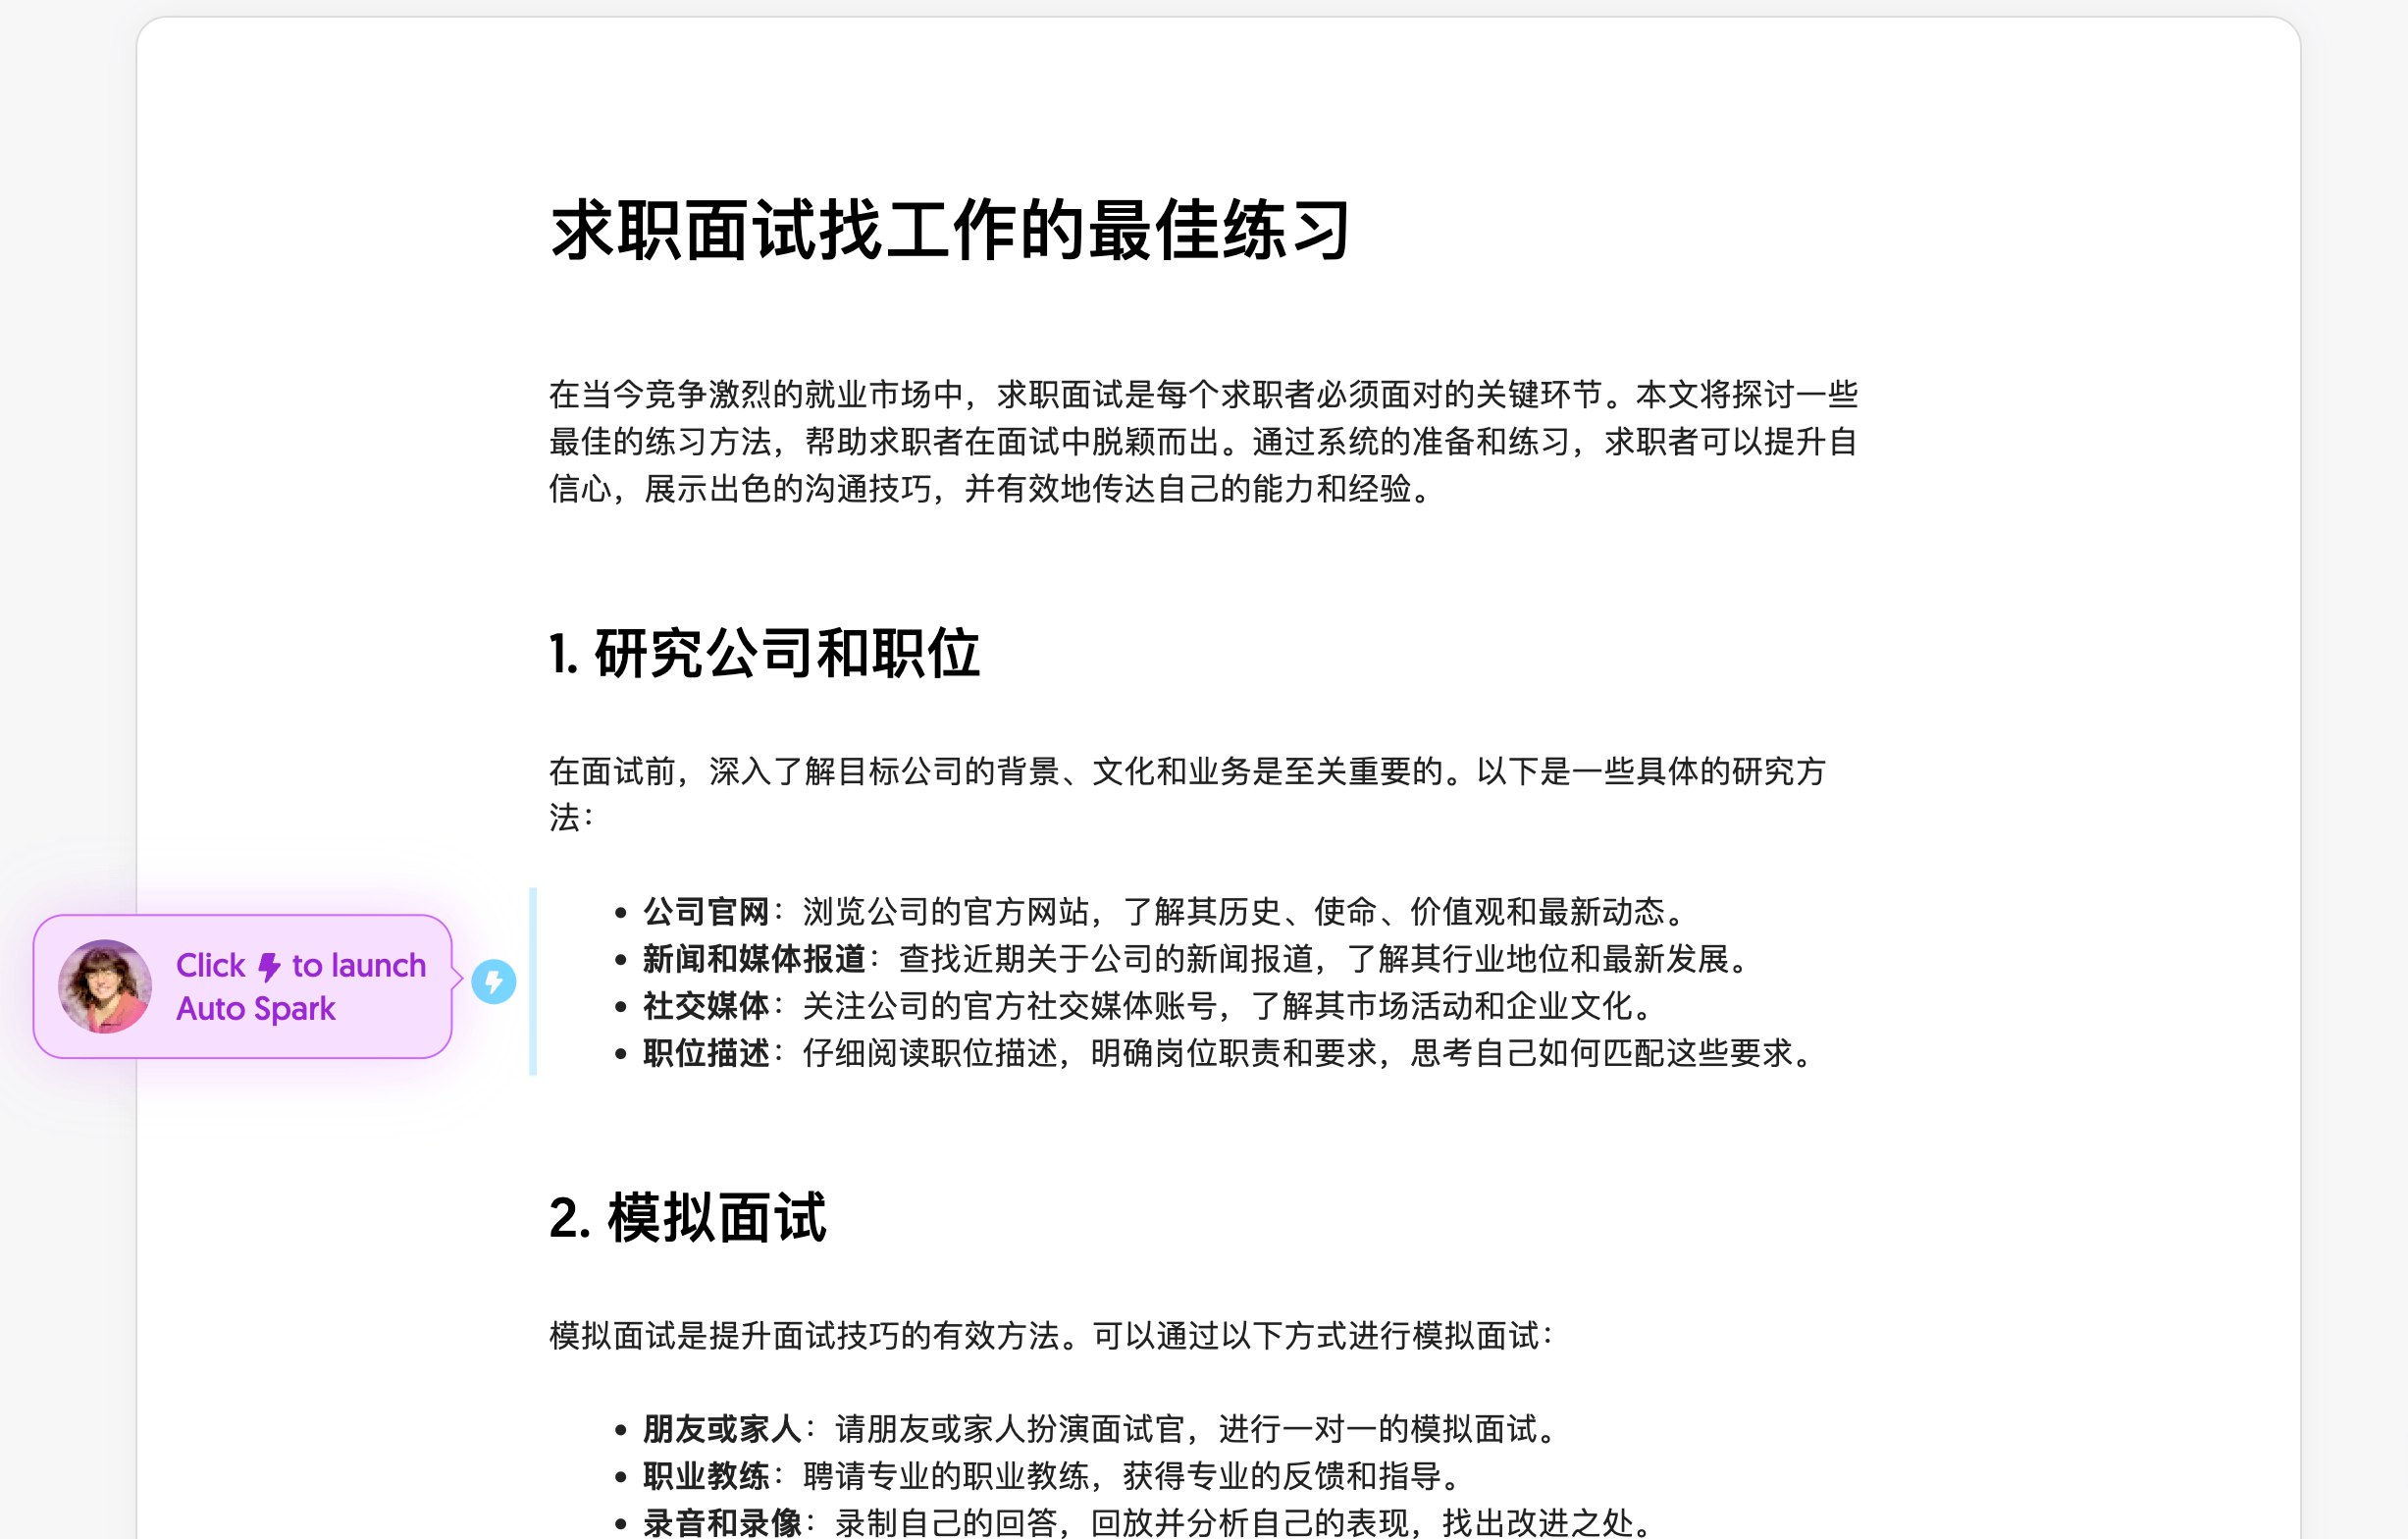 求职面试找工作的最佳练习
在当今竞争激烈的就业市场中，求职面试是每个求职者必须面对的关键环节。本文将探讨一些
最佳的练习方法，帮助求职者在面试中脱颖而出。通过系统的准备和练习，求职者可以提升自
信心，展示出色的沟通技巧，并有效地传达自己的能力和经验。
1. 研究公司和职位
在面试前，深入了解目标公司的背景、文化和业务是至关重要的。以下是一些具体的研究方
法：
• 公司官网：浏览公司的官方网站，了解其历史、使命、价值观和最新动态。
• 新闻和媒体报道：查找近期关于公司的新闻报道，了解其行业地位和最新发展。
• 社交媒体：关注公司的官方社交媒体账号，了解其市场活动和企业文化。
• 职位描述：仔细阅读职位描述，明确岗位职责和要求，思考自己如何匹配这些要求。
Click to launch
Auto Spark
2. 模拟面试
模拟面试是提升面试技巧的有效方法。可以通过以下方式进行模拟面试：
• 朋友或家人：请朋友或家人扮演面试官，进行一对一的模拟面试。
• 职业教练：聘请专业的职业教练，获得专业的反馈和指导。
• 录音和录像：录制自己的回答，回放并分析自己的表现，找出改进之处。